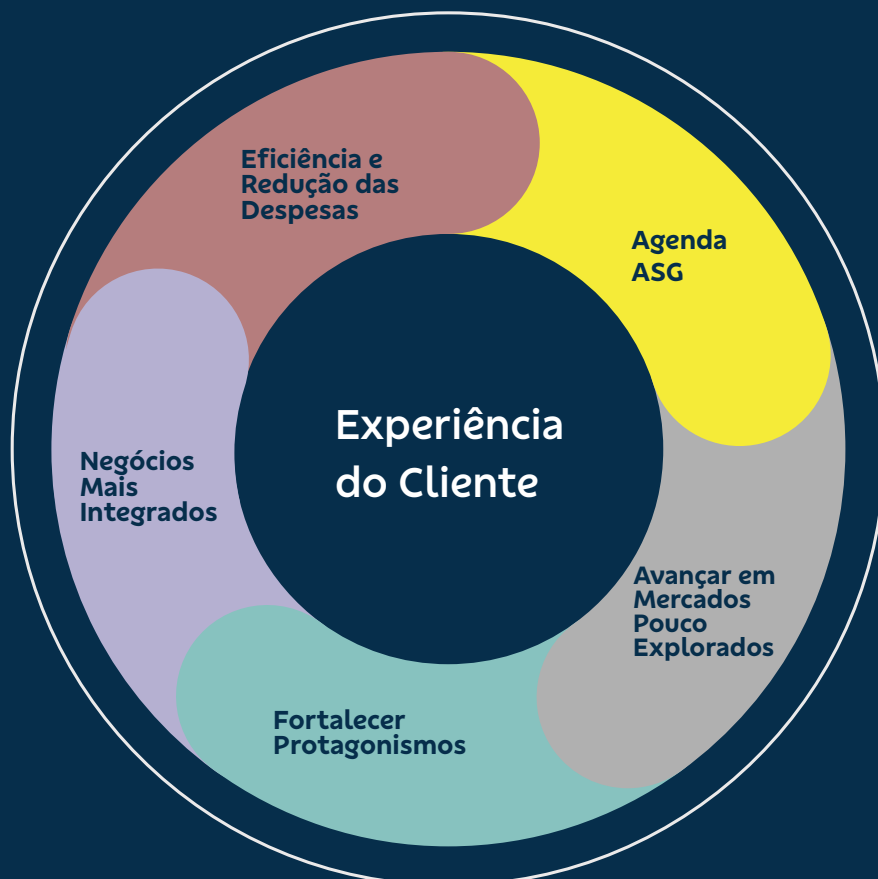 Eficiência e
Redução das
Despesas
Agenda
ASG
Experiência
do Cliente
Negócios
Mais
Integrados
Avançar em
Mercados
Pouco
Explorados
Fortalecer
Protagonismos